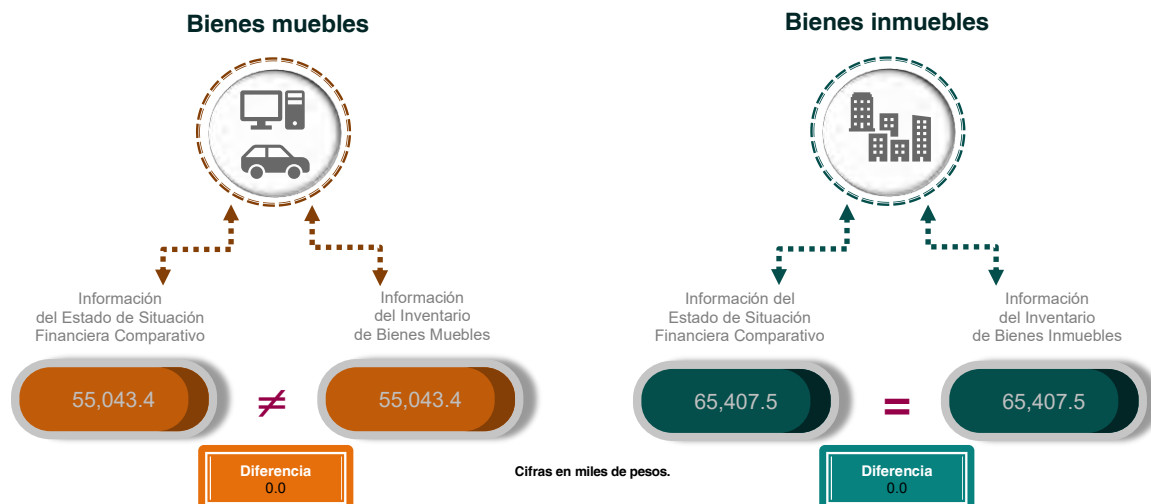 Bienes muebles
Información
del Estado de Situación
Financiera Comparativo
Información
del Inventario
de Bienes Muebles
55,043.4
≠
55,043.4
Diferencia
0.0
Cifras en miles de pesos.
Bienes inmuebles
Información del
Estado de Situación
Financiera Comparativo
Información
del Inventario
de Bienes Inmuebles
65,407.5
=
65,407.5
Diferencia
0.0